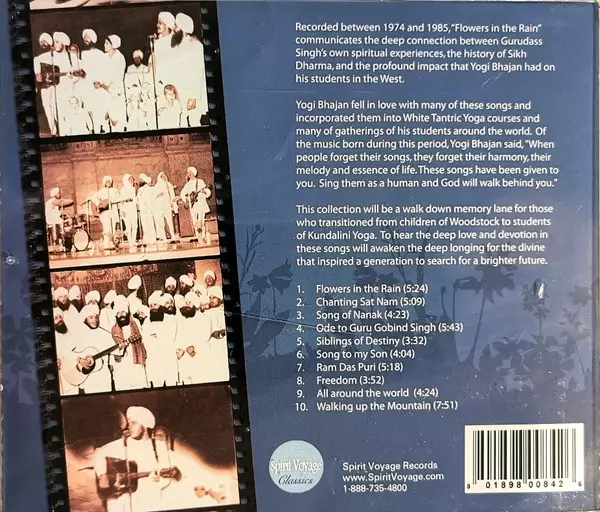 Recorded between 1974 and 1985, "Flowers in the Rain"
communicates the deep connection between Gurudass
Singh's own spiritual experiences, the history of Sikh
Dharma, and the profound impact that Yogi Bhajan had on
his students in the West.
Yogi Bhajan fell in love with many of these songs and
incorporated them into White Tantric Yoga courses and
many of gatherings of his students around the world. Of
the music born during this period, Yogi Bhajan said, "When
people forget their songs, they forget their harmony, their
melody and essence of life. These songs have been given to
you. Sing them as a human and God will walk behind you."
This collection will be a walk down memory lane for those
who transitioned from children of Woodstock to students
of Kundalini Yoga. To hear the deep love and devotion in
these songs will awaken the deep longing for the divine
that inspired a generation to search for a brighter future.
1. Flowers in the Rain (5:24)
2. Chanting Sat Nam (5:09)
3. Song of Nanak (4:23)
4. Ode to Guru Gobind Singh (5:43)
5. Siblings of Destiny (3:32)
6. Song to my Son (4:04)
7. Ram Das Puri (5:18)
8. Freedom (3:52)
9. All around the world (4:24)
10. Walking up the Mountain (7:51)
Spirit Voyage
Classics
Spirit Voyage Records
www.SpiritVoyage.com
1-888-735-4800
8 01898 00842 6